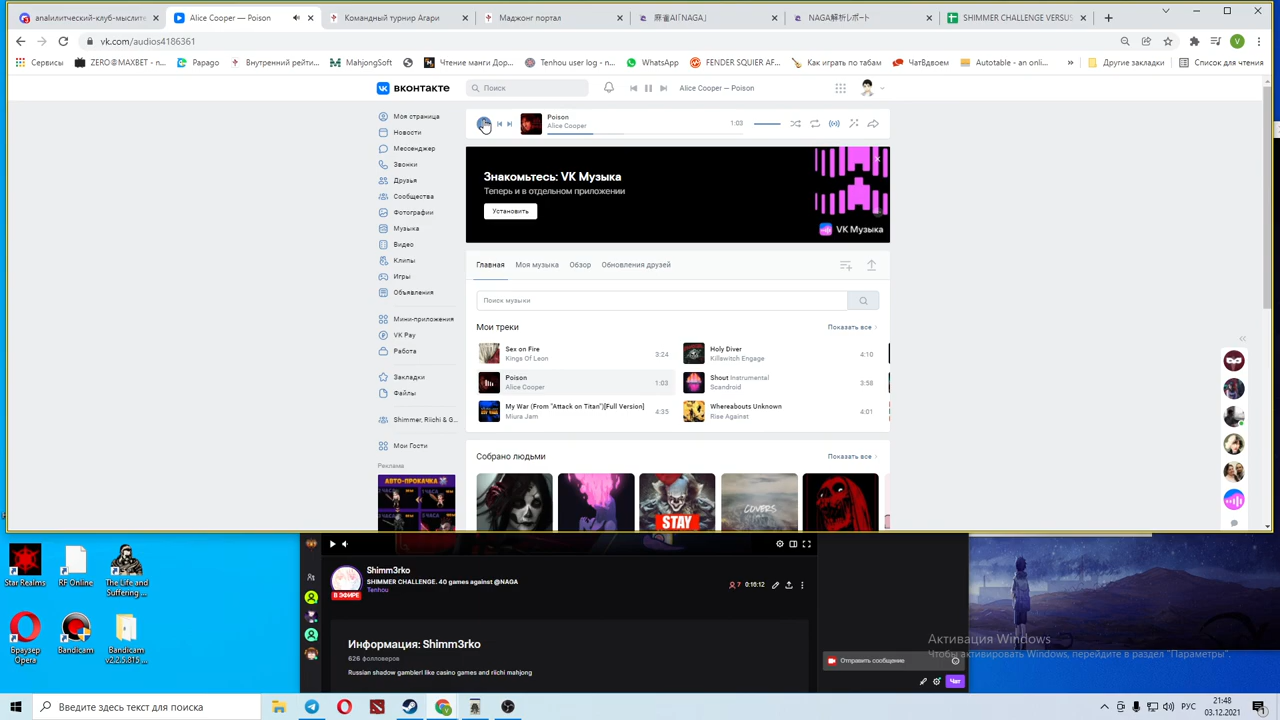 апаlилитический-клуб-мыслите
Alice Cooper — Poison
Командный турнир Агари
Маджонг портал
麻雀AI「NAGA」
NAGA解析レポート
SHIMMER CHALLENGE VERSUS
vk.com/audios4186361
Сервисы
ZERO@MAXBET - n...
Papago
Внутренний рейти...
MahjongSoft
Чтение манги Дор...
Tenhou user log - n...
WhatsApp
FENDER SQUIER AF...
Как играть по табам
ЧатВдвоем
Autotable - an onli...
Другие закладки
Список для чтения
вконтакте
Поиск
Alice Cooper — Poison
Моя страница
Новости
Мессенджер
Звонки
Друзья
Сообщества
Фотографии
Музыка
Видео
Клипы
Игры
Объявления
Мини-приложения
VK Pay
Работа
Закладки
Файлы
Shimmer, Riichi & G...
Мои Гости
Реклама
АВТО-ПРОКАЧКА
Poison
Alice Cooper
1:03
Знакомьтесь: VK Музыка
Теперь и в отдельном приложении
Установить
VK Музыка
Главная
Моя музыка
Обзор
Обновления друзей
Поиск музыки
Мои треки
Показать все
Sex on Fire
Kings Of Leon
3:24
Holy Diver
Killswitch Engage
4:10
Poison
Alice Cooper
1:03
Shout Instrumental
Scandroid
3:58
My War (From "Attack on Titan")[Full Version]
Miura Jam
4:35
Whereabouts Unknown
Rise Against
4:01
Собрано людьми
Показать все
STAY
COVERS
Star Realms
RF Online
The Life and Suffering ...
Браузер Opera
Bandicam
Bandicam v2.2.5.815 ...
Shimm3rko
SHIMMER CHALLENGE. 40 games against @NAGA
Tenhou
В ЭФИРЕ
7
0:16:12
Информация: Shimm3rko
626 фолловеров
Russian shadow gambler! like casino games and riichi mahjong
Отправить сообщение
Чат
Активация Windows
Чтобы активировать Windows, перейдите в раздел "Параметры".
Введите здесь текст для поиска
РУС
21:48
03.12.2021
1